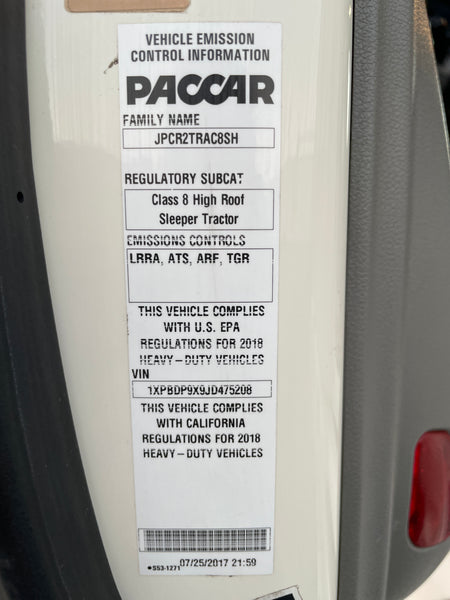 VEHICLE EMISSION
CONTROL INFORMATION
PACCAR
FAMILY NAME
JPCR2TRAC8SH
REGULATORY SUBCAT
Class 8 High Roof
Sleeper Tractor
EMISSIONS CONTROLS
LRRA, ATS, ARF, TGR
THIS VEHICLE COMPLIES
WITH U.S. EPA
REGULATIONS FOR 2018
HEAVY-DUTY VEHICLES
VIN
1XPBDP9X9JD475208
THIS VEHICLE COMPLIES
WITH CALIFORNIA
REGULATIONS FOR 2018
HEAVY-DUTY VEHICLES
S53-1271 07/25/2017 21:59